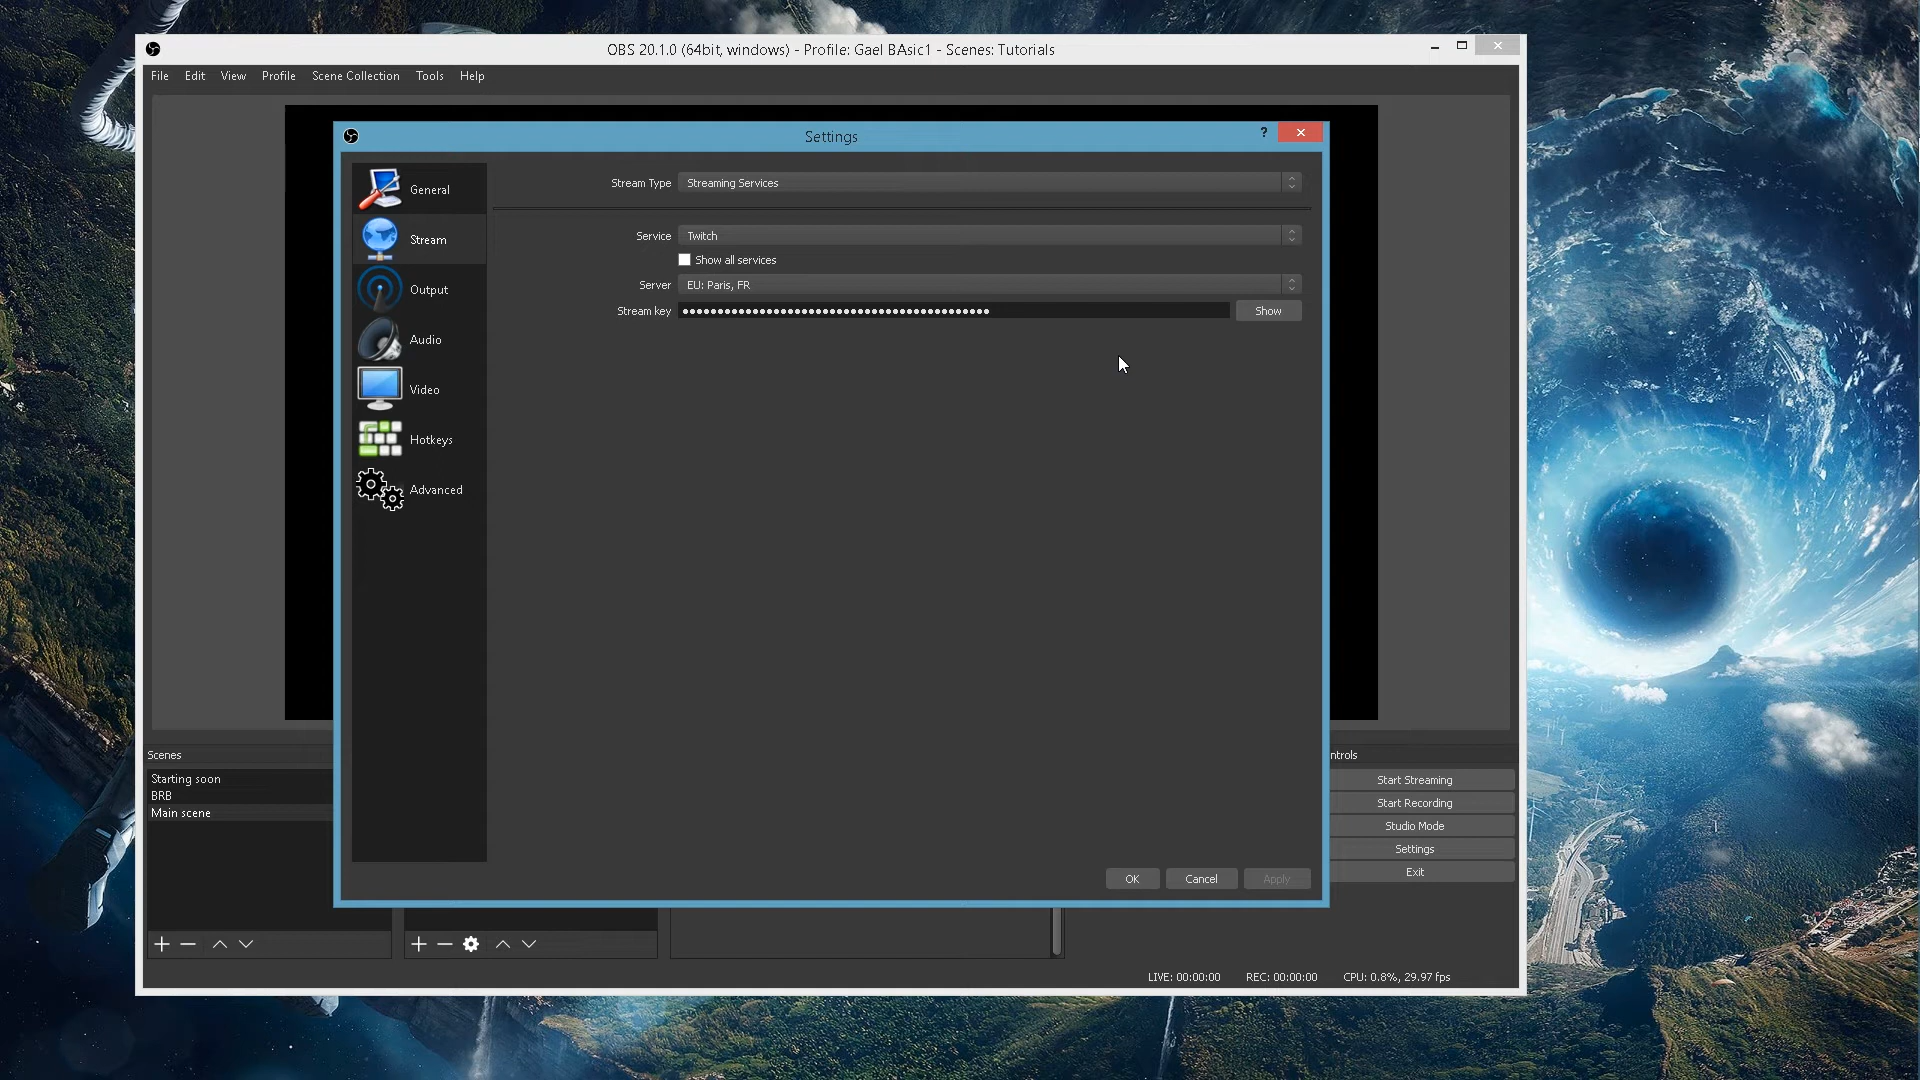 OBS 20.1.0 (64bit, windows) - Profile: Gael BAsic1 - Scenes: Tutorials
File Edit View Profile Scene Collection Tools Help
Settings
?
General
Stream
Output
Audio
Video
Hotkeys
Advanced
Stream Type Streaming Services
Service Twitch
Show all services
Server EU: Paris, FR
Stream key ●●●●●●●●●●●●●●●●●●●●●●●●●●●●●●●●●●●●●●●●●●●● Show
OK Cancel Apply
Scenes
Starting soon
BRB
Main scene
ntrols
Start Streaming
Start Recording
Studio Mode
Settings
Exit
LIVE: 00:00:00 REC: 00:00:00 CPU: 0.8%, 29.97 fps